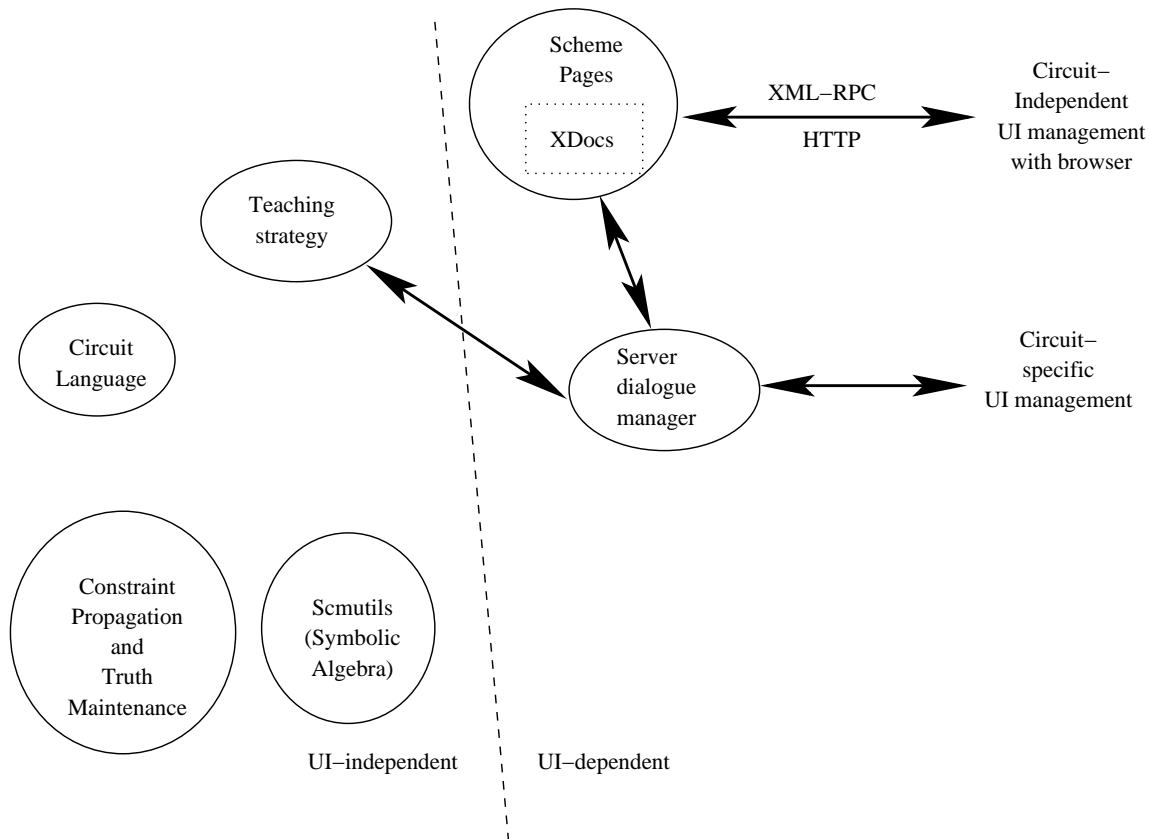 Scheme
Pages
XDocs
XML−RPC
HTTP
Circuit−
Independent
UI management
with browser
Teaching
strategy
Circuit
Language
Server
dialogue
manager
Circuit−
specific
UI management
Constraint
Propagation
and
Truth
Maintenance
Scmutils
(Symbolic
Algebra)
UI−independent
UI−dependent